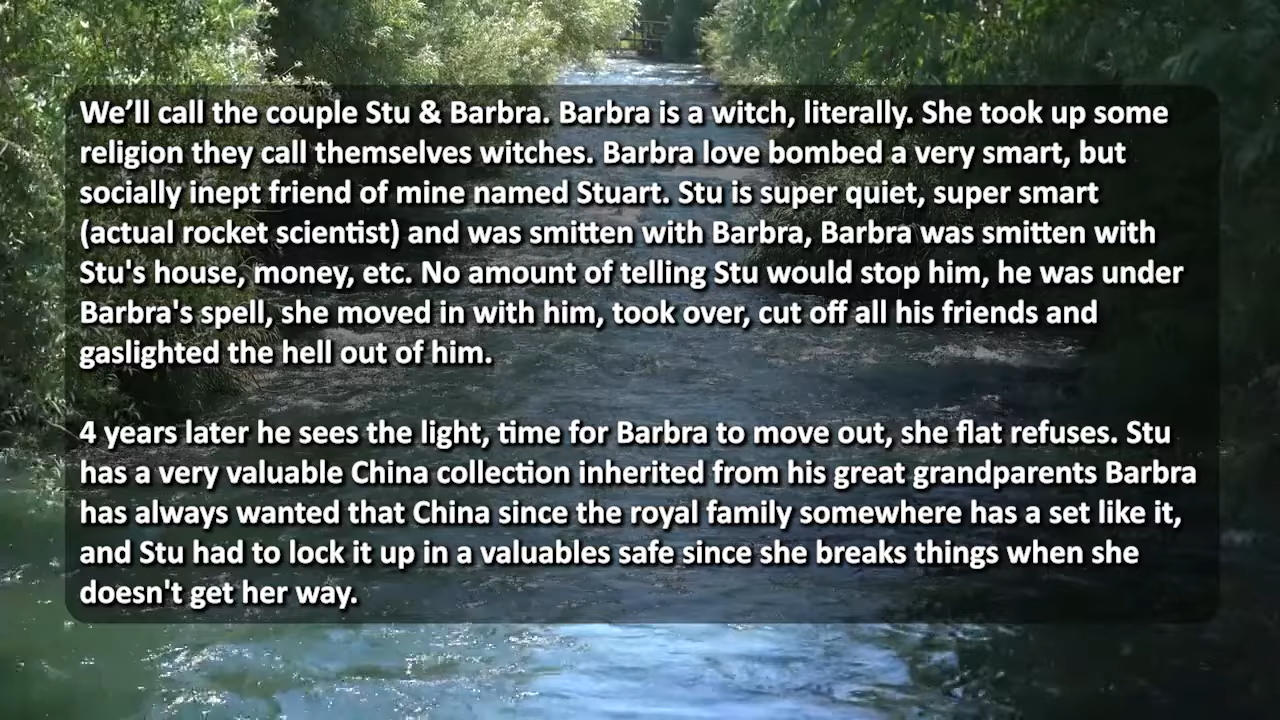 We’ll call the couple Stu & Barbra. Barbra is a witch, literally. She took up some
religion they call themselves witches. Barbra love bombed a very smart, but
socially inept friend of mine named Stuart. Stu is super quiet, super smart
(actual rocket scientist) and was smitten with Barbra, Barbra was smitten with
Stu's house, money, etc. No amount of telling Stu would stop him, he was under
Barbra's spell, she moved in with him, took over, cut off all his friends and
gaslighted the hell out of him.
4 years later he sees the light, time for Barbra to move out, she flat refuses. Stu
has a very valuable China collection inherited from his great grandparents Barbra
has always wanted that China since the royal family somewhere has a set like it,
and Stu had to lock it up in a valuables safe since she breaks things when she
doesn't get her way.